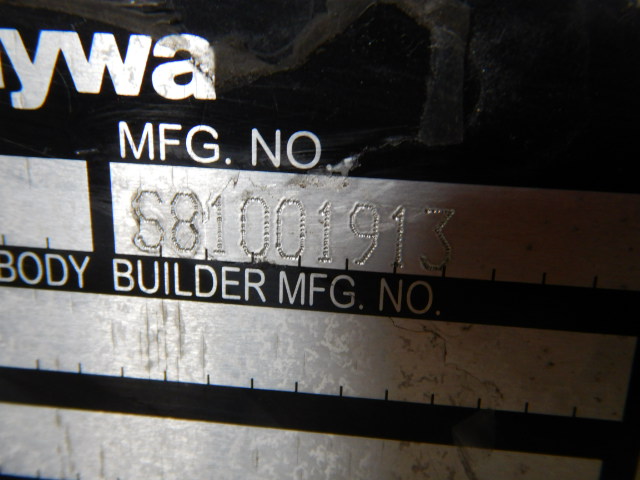 ywa
MFG. NO.
S81001913
BODY BUILDER MFG. NO.